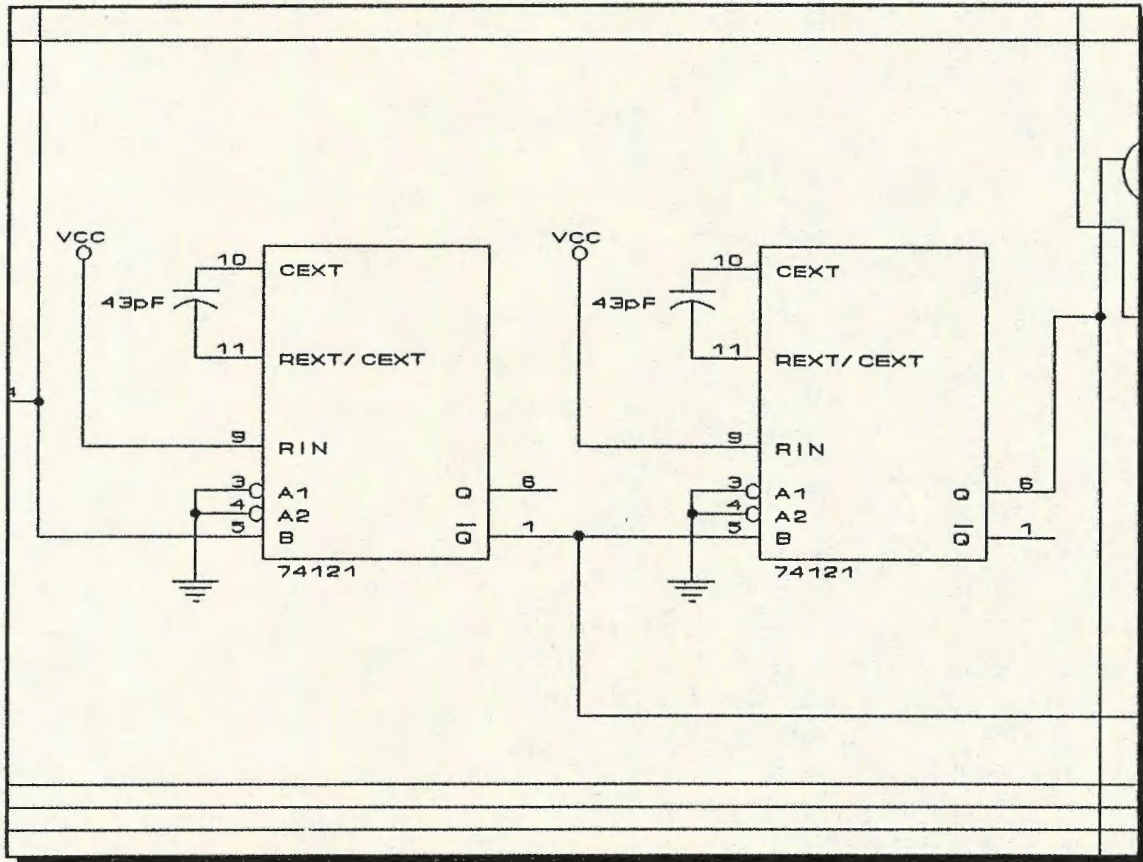 VCC
10
CEXT
43pF
11
REXT/CEXT
4
9
RIN
3
A1
4
A2
5
B
Q
6
Q̅
1
74121
VCC
10
CEXT
43pF
11
REXT/CEXT
9
RIN
3
A1
4
A2
5
B
Q
6
Q̅
1
74121